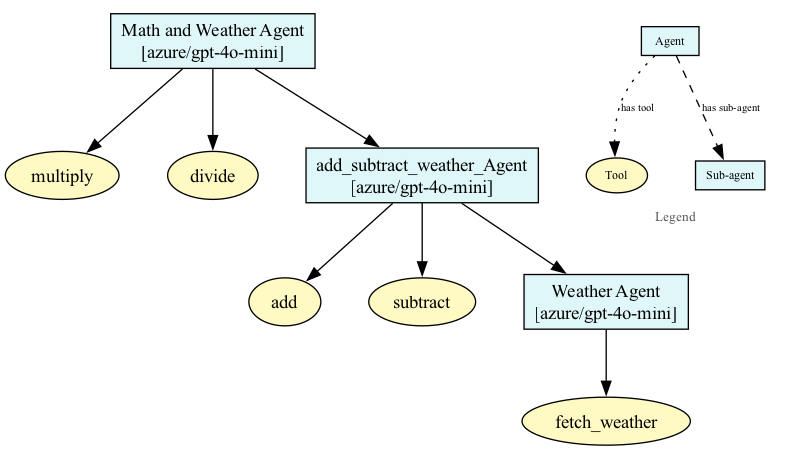 Math and Weather Agent
[azure/gpt-4o-mini]
Agent
has tool
has sub-agent
multiply
divide
add_subtract_weather_Agent
[azure/gpt-4o-mini]
Tool
Sub-agent
Legend
add
subtract
Weather Agent
[azure/gpt-4o-mini]
fetch_weather